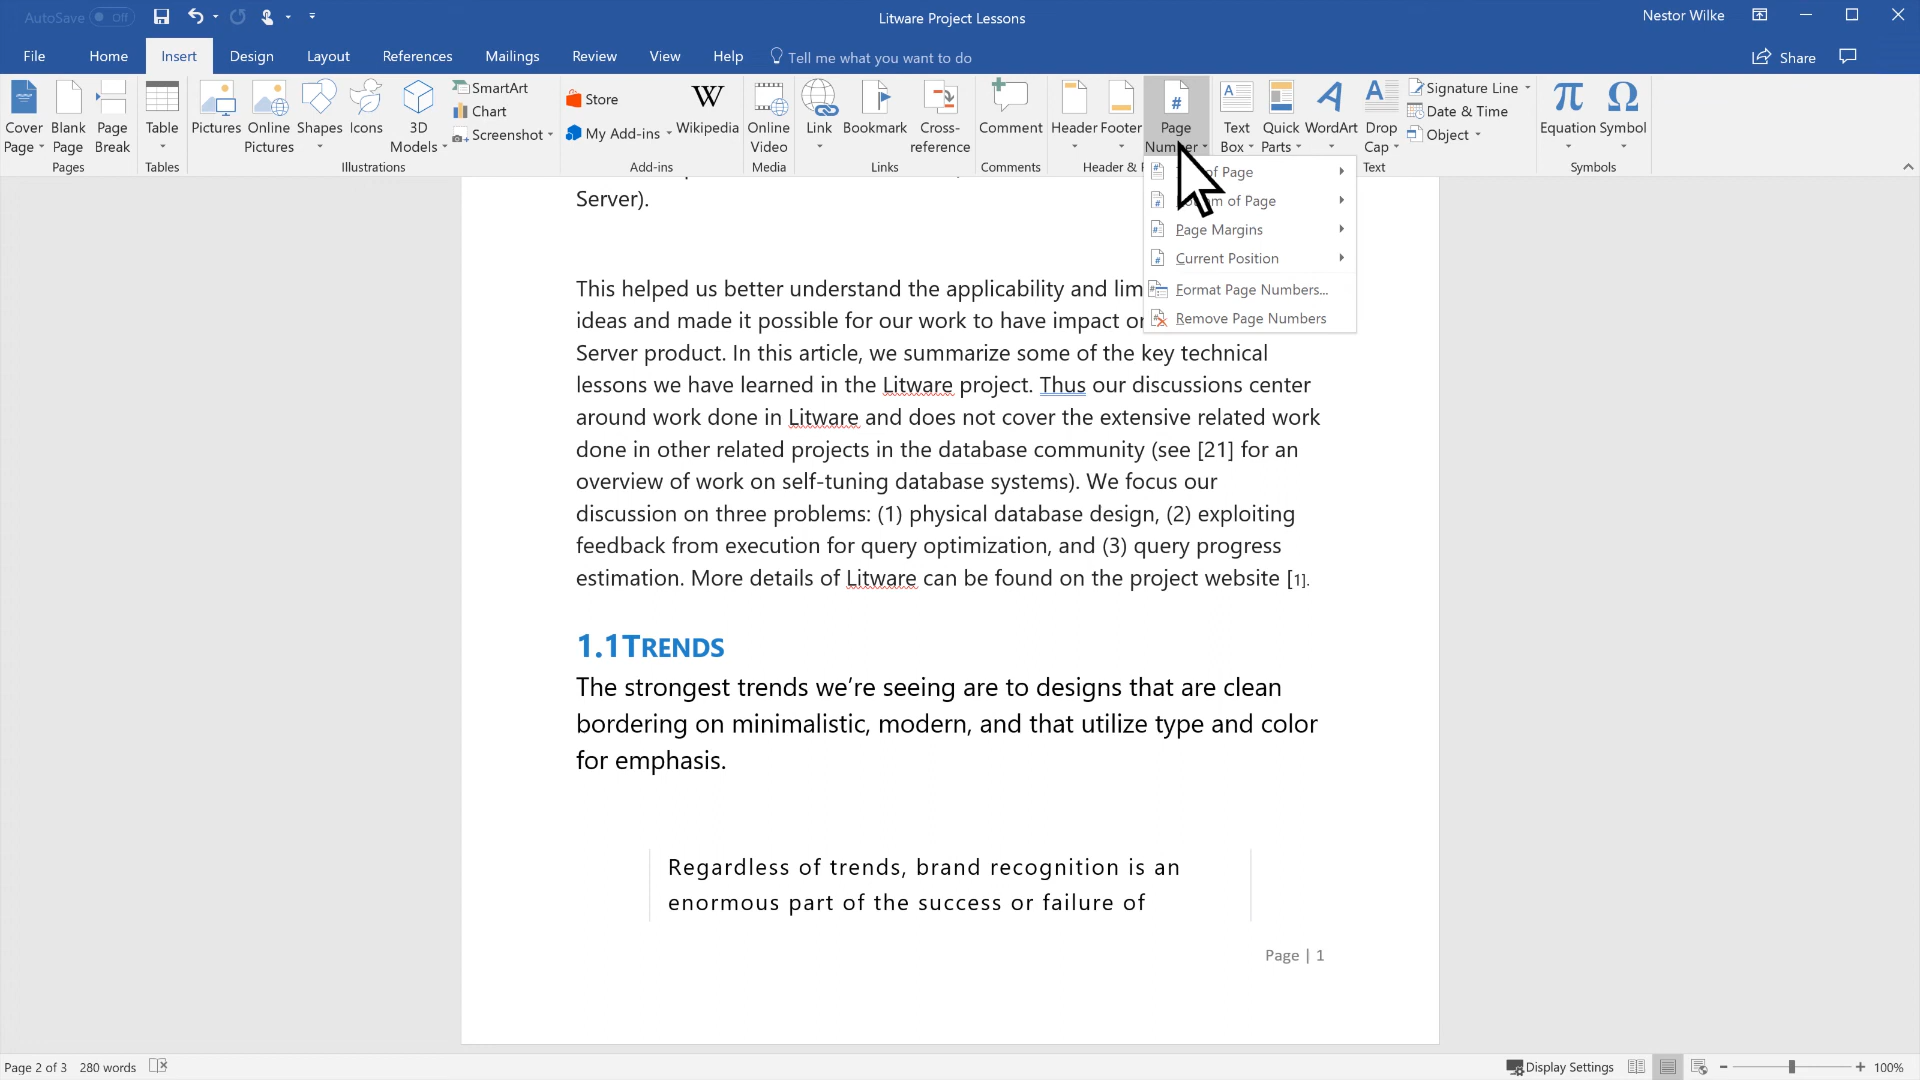 AutoSave Off
Litware Project Lessons
Nestor Wilke
File Home Insert Design Layout References Mailings Review View Help Tell me what you want to do Share
Cover Page
Blank Page
Page Break
Pages
Table
Tables
Pictures
Online Pictures
Shapes
Icons
3D Models
SmartArt
Chart
Screenshot
Illustrations
Store
My Add-ins
W Wikipedia
Add-ins
Online Video
Media
Link
Bookmark
Cross-reference
Links
Comment
Comments
Header
Footer
# Page Number
Header &
A Text Box
Quick Parts
A WordArt
A Drop Cap
Signature Line
Date & Time
Object
Text
π Equation
Ω Symbol
Symbols
of Page
of Page
Page Margins
Current Position
Format Page Numbers...
Remove Page Numbers
Server).
This helped us better understand the applicability and
ideas and made it possible for our work to have impact
Server product. In this article, we summarize some of the key technical
lessons we have learned in the Litware project. Thus our discussions center
around work done in Litware and does not cover the extensive related work
done in other related projects in the database community (see [21] for an
overview of work on self-tuning database systems). We focus our
discussion on three problems: (1) physical database design, (2) exploiting
feedback from execution for query optimization, and (3) query progress
estimation. More details of Litware can be found on the project website [1].
1.1TRENDS
The strongest trends we’re seeing are to designs that are clean
bordering on minimalistic, modern, and that utilize type and color
for emphasis.
Regardless of trends, brand recognition is an
enormous part of the success or failure of
Page | 1
Page 2 of 3 280 words
Display Settings
100%